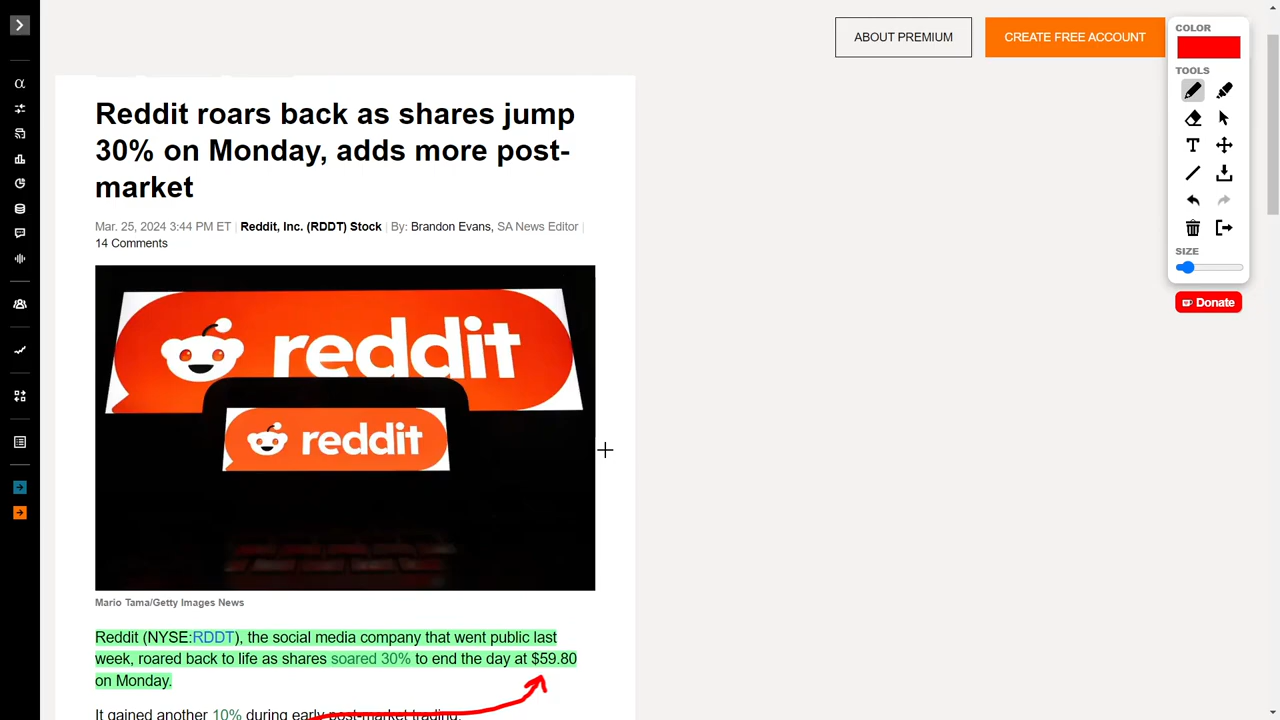 ABOUT PREMIUM
CREATE FREE ACCOUNT
COLOR
TOOLS
T
SIZE
Donate
Reddit roars back as shares jump
30% on Monday, adds more post-
market
Mar. 25, 2024 3:44 PM ET | Reddit, Inc. (RDDT) Stock | By: Brandon Evans, SA News Editor |
14 Comments
reddit
reddit
Mario Tama/Getty Images News
Reddit (NYSE:RDDT), the social media company that went public last
week, roared back to life as shares soared 30% to end the day at $59.80
on Monday.
It gained another 10% during early post-market trading.